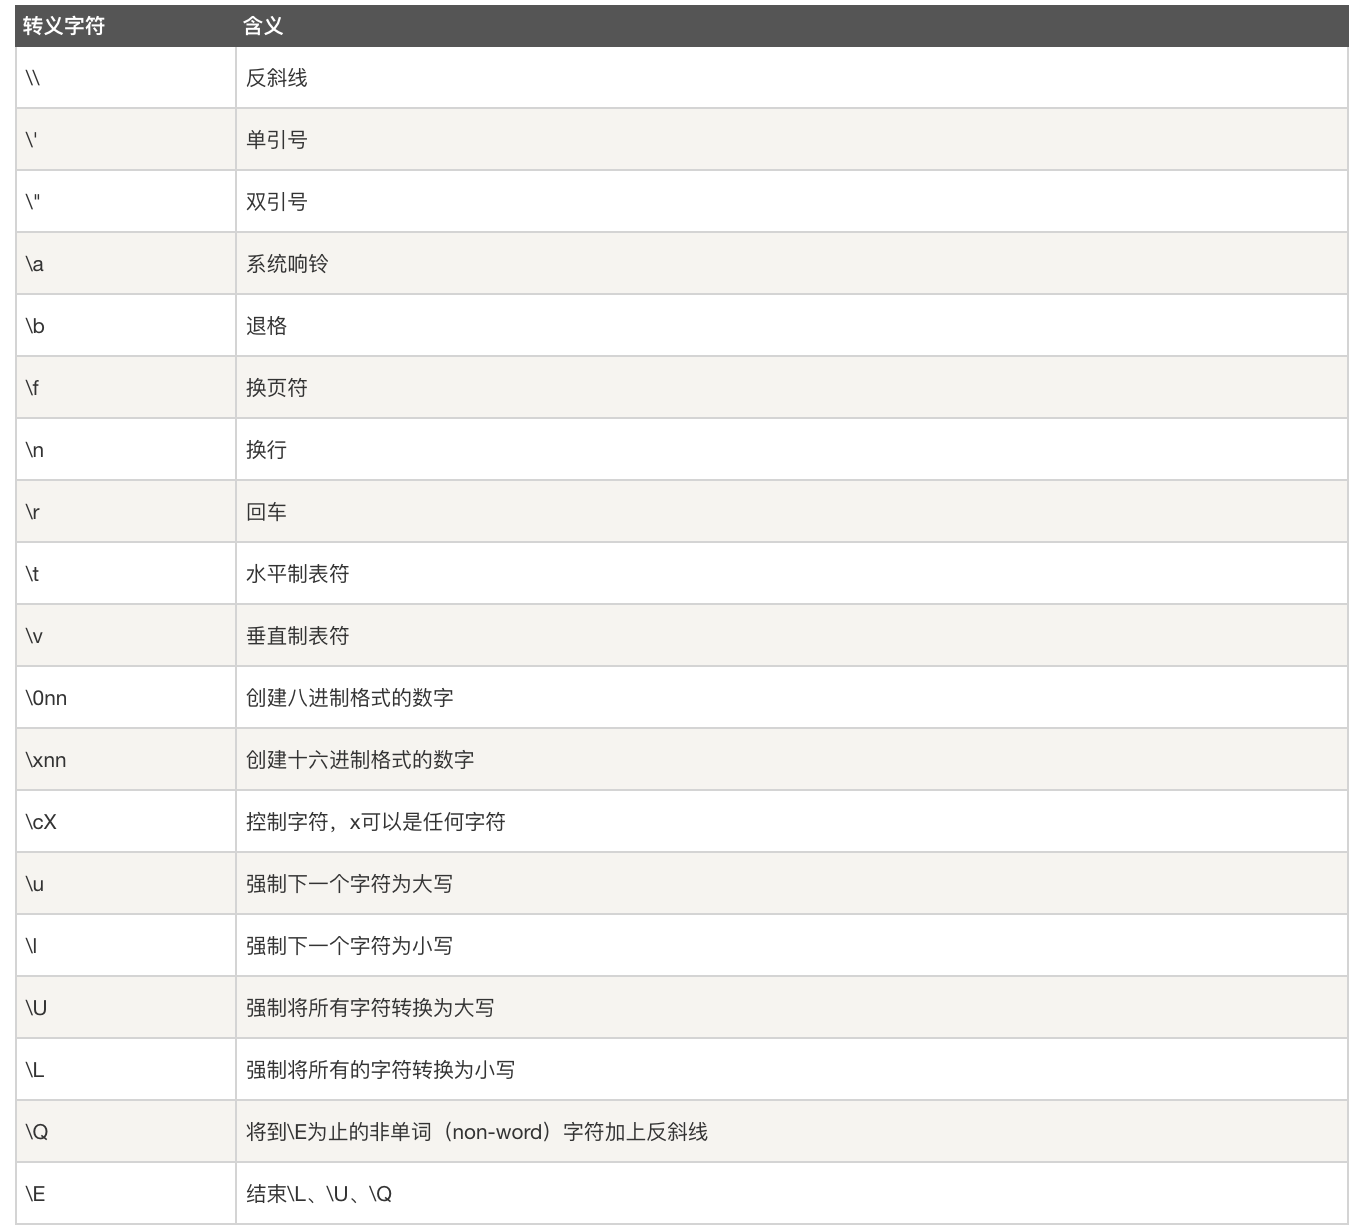 转义字符 含义
\\ 反斜线
\' 单引号
\" 双引号
\a 系统响铃
\b 退格
\f 换页符
\n 换行
\r 回车
\t 水平制表符
\v 垂直制表符
\0nn 创建八进制格式的数字
\xnn 创建十六进制格式的数字
\cX 控制字符，x可以是任何字符
\u 强制下一个字符为大写
\l 强制下一个字符为小写
\U 强制将所有字符转换为大写
\L 强制将所有的字符转换为小写
\Q 将到\E为止的非单词（non-word）字符加上反斜线
\E 结束\L、\U、\Q